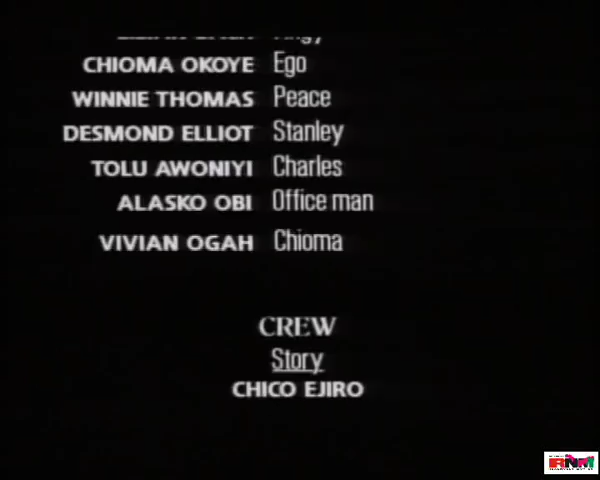 CHIOMA OKOYE Ego
WINNIE THOMAS Peace
DESMOND ELLIOT Stanley
TOLU AWONIYI Charles
ALASKO OBI Office man
VIVIAN OGAH Chioma
CREW
Story
CHICO EJIRO